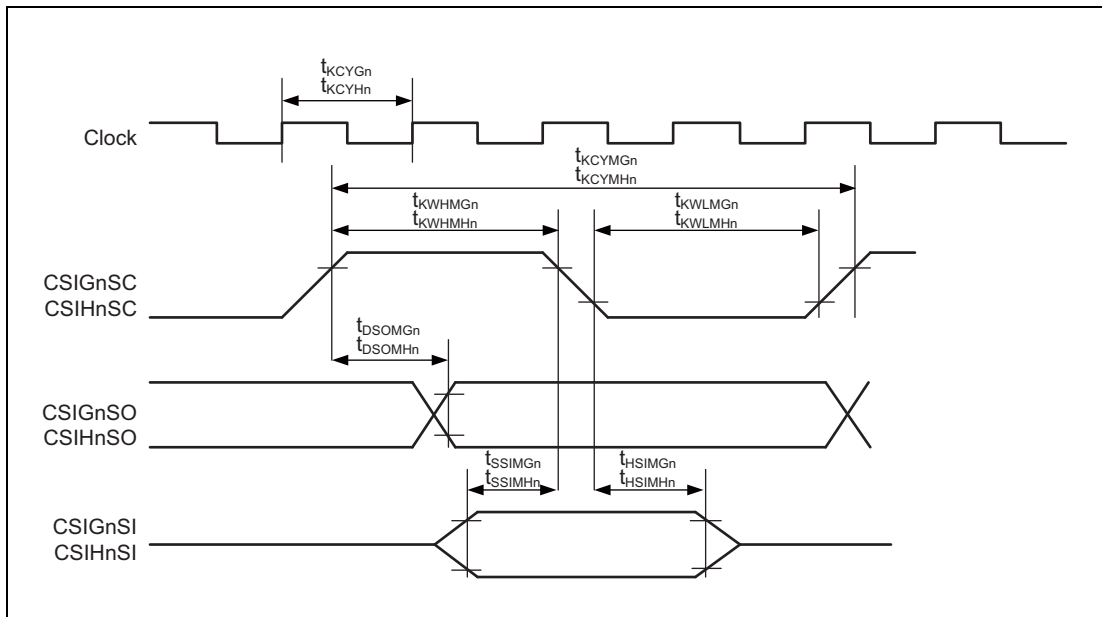 tKCYGn
tKCYHn
Clock
tKCYMGn
tKCYMHn
tKWHMGn
tKWHMHn
tKWLMGn
tKWLMHn
CSIGnSC
CSIHnSC
tDSOMGn
tDSOMHn
CSIGnSO
CSIHnSO
tSSIMGn
tSSIMHn
tHSIMGn
tHSIMHn
CSIGnSI
CSIHnSI